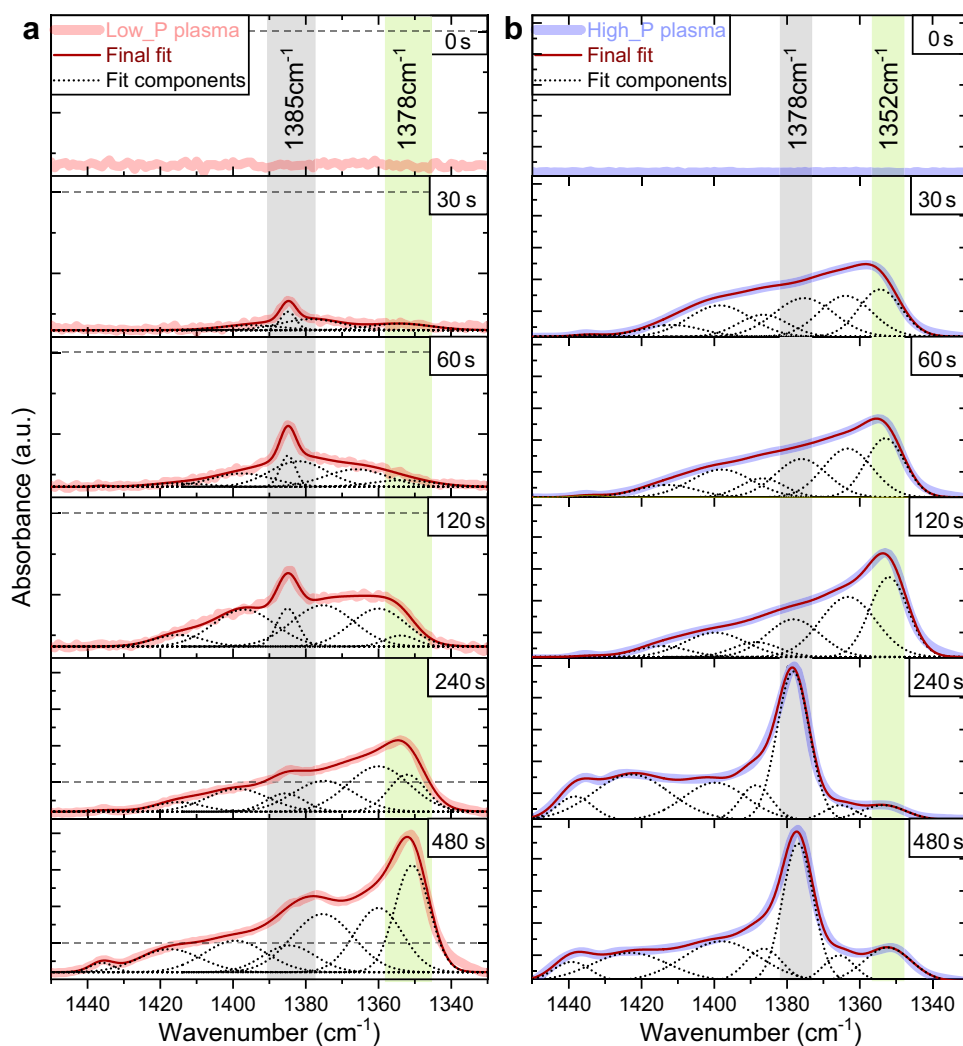 a
Low_P plasma
Final fit
Fit components
0 s
1385cm⁻¹
1378cm⁻¹
30 s
60 s
120 s
240 s
480 s
Absorbance (a.u.)
1440 1420 1400 1380 1360 1340
Wavenumber (cm⁻¹)
b
High_P plasma
Final fit
Fit components
0 s
1378cm⁻¹
1352cm⁻¹
30 s
60 s
120 s
240 s
480 s
1440 1420 1400 1380 1360 1340
Wavenumber (cm⁻¹)